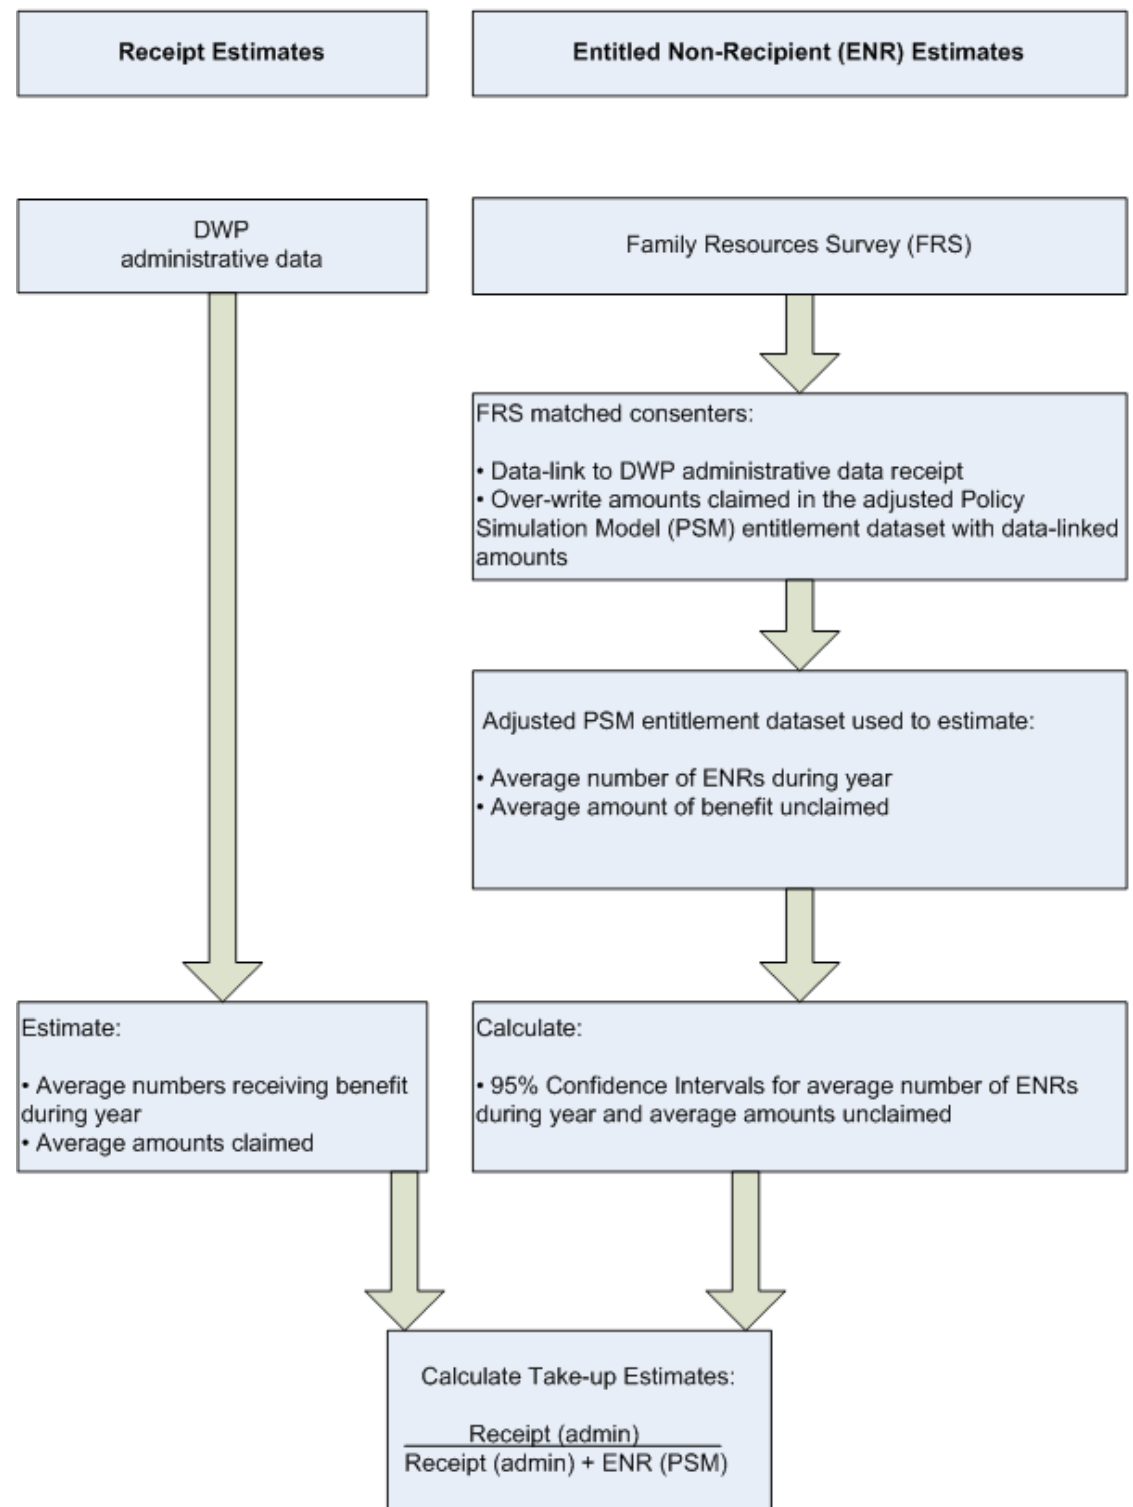 Receipt Estimates
Entitled Non-Recipient (ENR) Estimates
DWP
administrative data
Family Resources Survey (FRS)
FRS matched consenters:
• Data-link to DWP administrative data receipt
• Over-write amounts claimed in the adjusted Policy
Simulation Model (PSM) entitlement dataset with data-linked
amounts
Adjusted PSM entitlement dataset used to estimate:
• Average number of ENRs during year
• Average amount of benefit unclaimed
Estimate:
• Average numbers receiving benefit
during year
• Average amounts claimed
Calculate:
• 95% Confidence Intervals for average number of ENRs
during year and average amounts unclaimed
Calculate Take-up Estimates:
Receipt (admin)
Receipt (admin) + ENR (PSM)